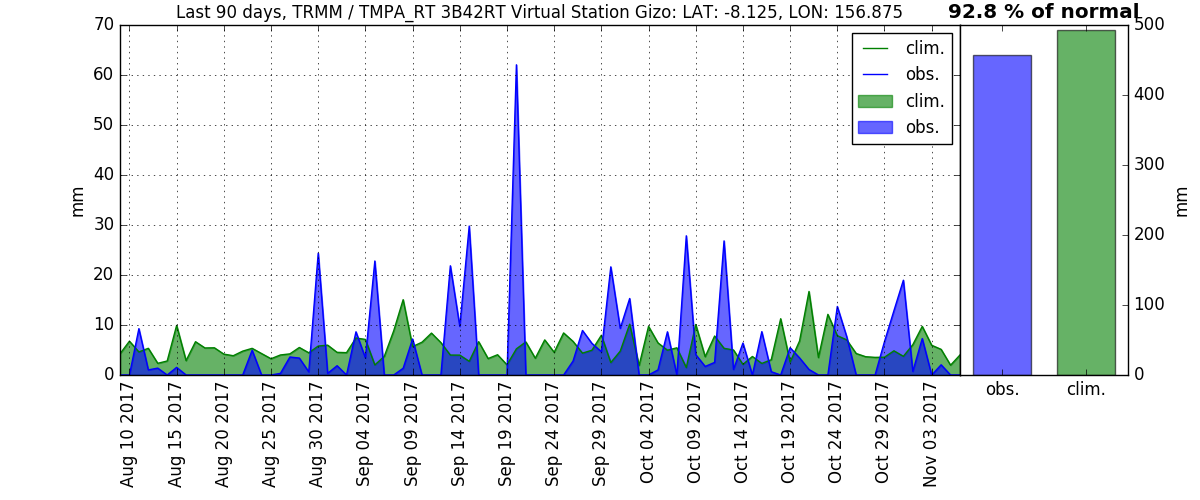 Last 90 days, TRMM / TMPA_RT 3B42RT Virtual Station Gizo: LAT: -8.125, LON: 156.875
92.8 % of normal
70
60
50
40
30
20
10
0
mm
clim.
obs.
clim.
obs.
Aug 10 2017
Aug 15 2017
Aug 20 2017
Aug 25 2017
Aug 30 2017
Sep 04 2017
Sep 09 2017
Sep 14 2017
Sep 19 2017
Sep 24 2017
Sep 29 2017
Oct 04 2017
Oct 09 2017
Oct 14 2017
Oct 19 2017
Oct 24 2017
Oct 29 2017
Nov 03 2017
500
400
300
200
100
0
mm
obs.
clim.